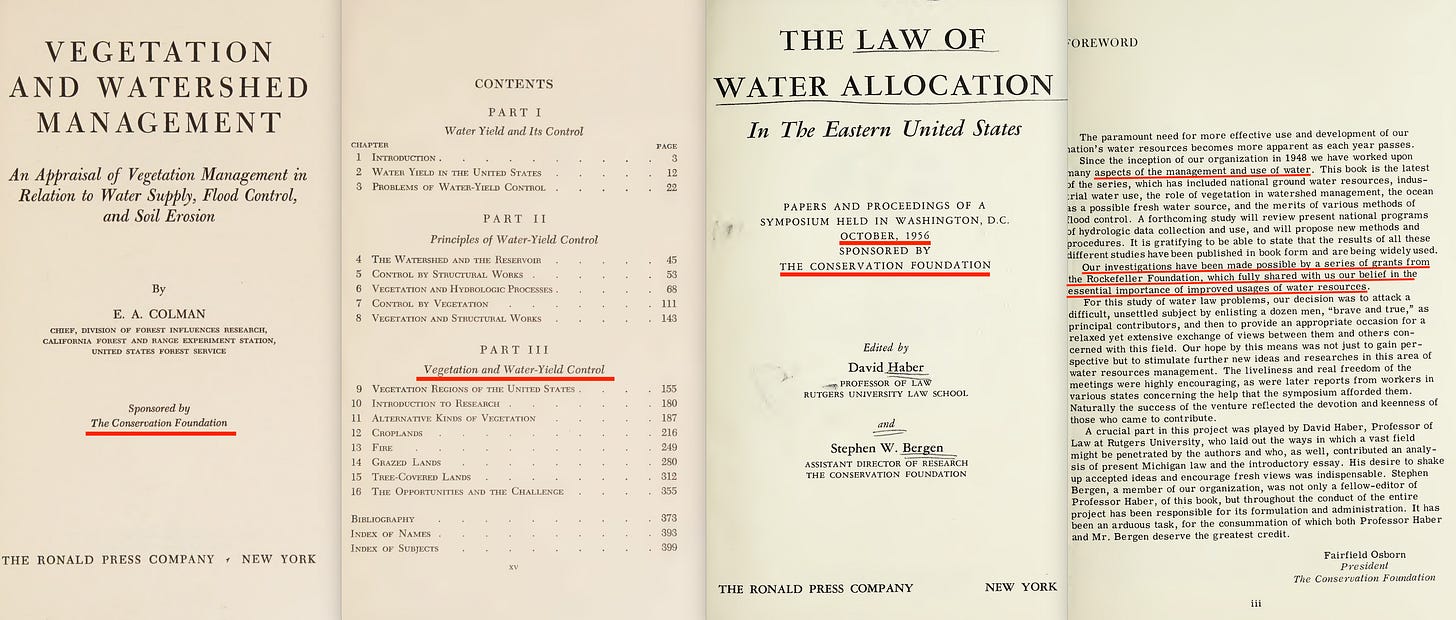 VEGETATION
AND WATERSHED
MANAGEMENT
An Appraisal of Vegetation Management in
Relation to Water Supply, Flood Control,
and Soil Erosion
By
E. A. COLMAN
CHIEF, DIVISION OF FOREST INFLUENCES RESEARCH,
CALIFORNIA FOREST AND RANGE EXPERIMENT STATION,
UNITED STATES FOREST SERVICE
Sponsored by
The Conservation Foundation
THE RONALD PRESS COMPANY , NEW YORK
CONTENTS
PART I
Water Yield and Its Control
CHAPTER PAGE
1 Introduction . . . . . . . . 3
2 Water Yield in the United States . . . . 12
3 Problems of Water-Yield Control . . . . 22
PART II
Principles of Water-Yield Control
4 The Watershed and the Reservoir . . . . 45
5 Control by Structural Works . . . . . 53
6 Vegetation and Hydrologic Processes . . . . 68
7 Control by Vegetation . . . . . . 111
8 Vegetation and Structural Works . . . . 143
PART III
Vegetation and Water-Yield Control
9 Vegetation Regions of the United States . . . 155
10 Introduction to Research . . . . . 180
11 Alternative Kinds of Vegetation . . . . 187
12 Croplands . . . . . . . . 216
13 Fire . . . . . . . . . 249
14 Grazed Lands . . . . . . . 280
15 Tree-Covered Lands . . . . . . 312
16 The Opportunities and the Challenge . . . 355
Bibliography . . . . . . . . 373
Index of Names . . . . . . . . 393
Index of Subjects . . . . . . . 399
xv
THE LAW OF
WATER ALLOCATION
In The Eastern United States
PAPERS AND PROCEEDINGS OF A
SYMPOSIUM HELD IN WASHINGTON, D.C.
OCTOBER, 1956
SPONSORED BY
THE CONSERVATION FOUNDATION
Edited by
David Haber
PROFESSOR OF LAW
RUTGERS UNIVERSITY LAW SCHOOL
and
Stephen W. Bergen
ASSISTANT DIRECTOR OF RESEARCH
THE CONSERVATION FOUNDATION
THE RONALD PRESS COMPANY NEW YORK
FOREWORD
The paramount need for more effective use and development of our
nation's water resources becomes more apparent as each year passes.
Since the inception of our organization in 1948 we have worked upon
many aspects of the management and use of water. This book is the latest
of the series, which has included national ground water resources, indus-
trial water use, the role of vegetation in watershed management, the ocean
as a possible fresh water source, and the merits of various methods of
flood control. A forthcoming study will review present national programs
of hydrologic data collection and use, and will propose new methods and
procedures. It is gratifying to be able to state that the results of all these
different studies have been published in book form and are being widely used.
Our investigations have been made possible by a series of grants from
the Rockefeller Foundation, which fully shared with us our belief in the
essential importance of improved usages of water resources.
For this study of water law problems, our decision was to attack a
difficult, unsettled subject by enlisting a dozen men, "brave and true," as
principal contributors, and then to provide an appropriate occasion for a
relaxed yet extensive exchange of views between them and others con-
cerned with this field. Our hope by this means was not just to gain per-
spective but to stimulate further new ideas and researches in this area of
water resources management. The liveliness and real freedom of the
meetings were highly encouraging, as were later reports from workers in
various states concerning the help that the symposium afforded them.
Naturally the success of the venture reflected the devotion and keenness of
those who came to contribute.
A crucial part in this project was played by David Haber, Professor of
Law at Rutgers University, who laid out the ways in which a vast field
might be penetrated by the authors and who, as well, contributed an analy-
sis of present Michigan law and the introductory essay. His desire to shake
up accepted ideas and encourage fresh views was indispensable. Stephen
Bergen, a member of our organization, was not only a fellow-editor of
Professor Haber, of this book, but throughout the conduct of the entire
project has been responsible for its formulation and administration. It has
been an arduous task, for the consummation of which both Professor Haber
and Mr. Bergen deserve the greatest credit.
Fairfield Osborn
President
The Conservation Foundation
iii